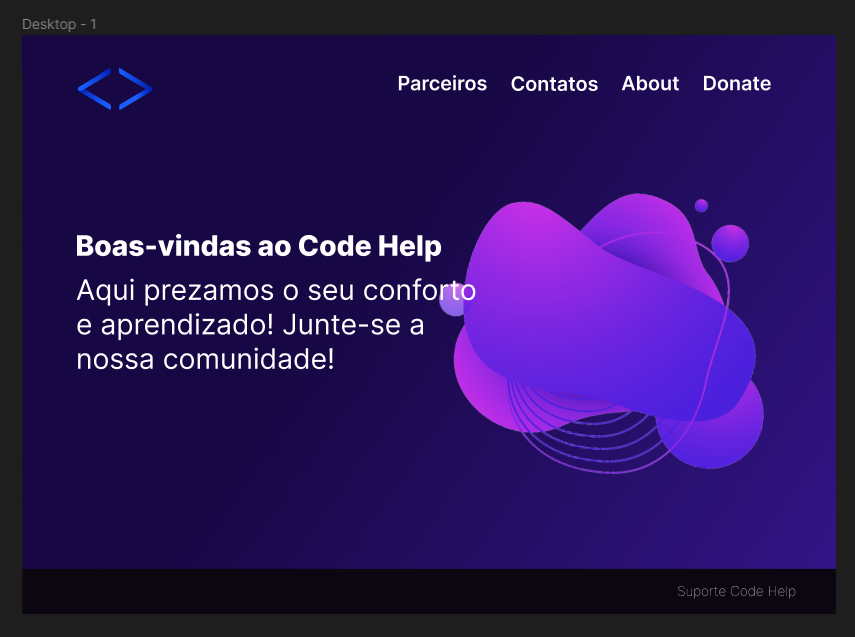 Desktop - 1
Parceiros Contatos About Donate
Boas-vindas ao Code Help
Aqui prezamos o seu conforto
e aprendizado! Junte-se a
nossa comunidade!
Suporte Code Help